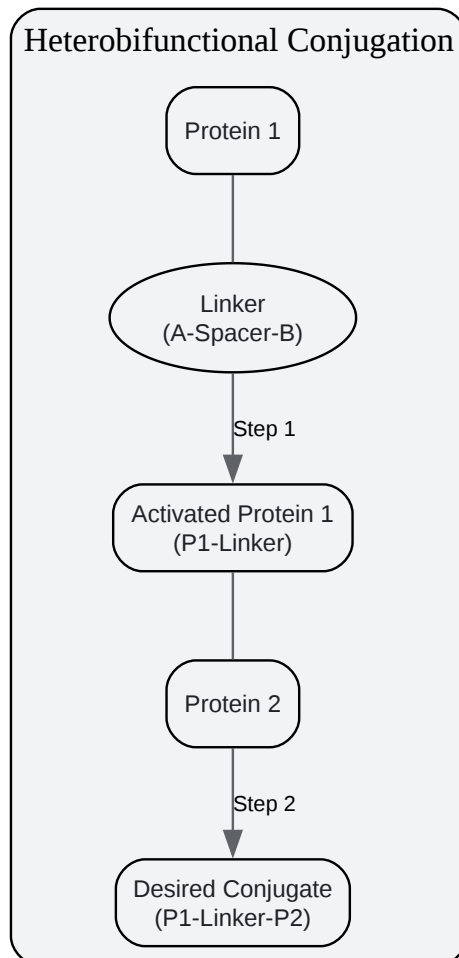 Heterobifunctional Conjugation
Protein 1
Linker
(A-Spacer-B)
Step 1
Activated Protein 1
(P1-Linker)
Protein 2
Step 2
Desired Conjugate
(P1-Linker-P2)